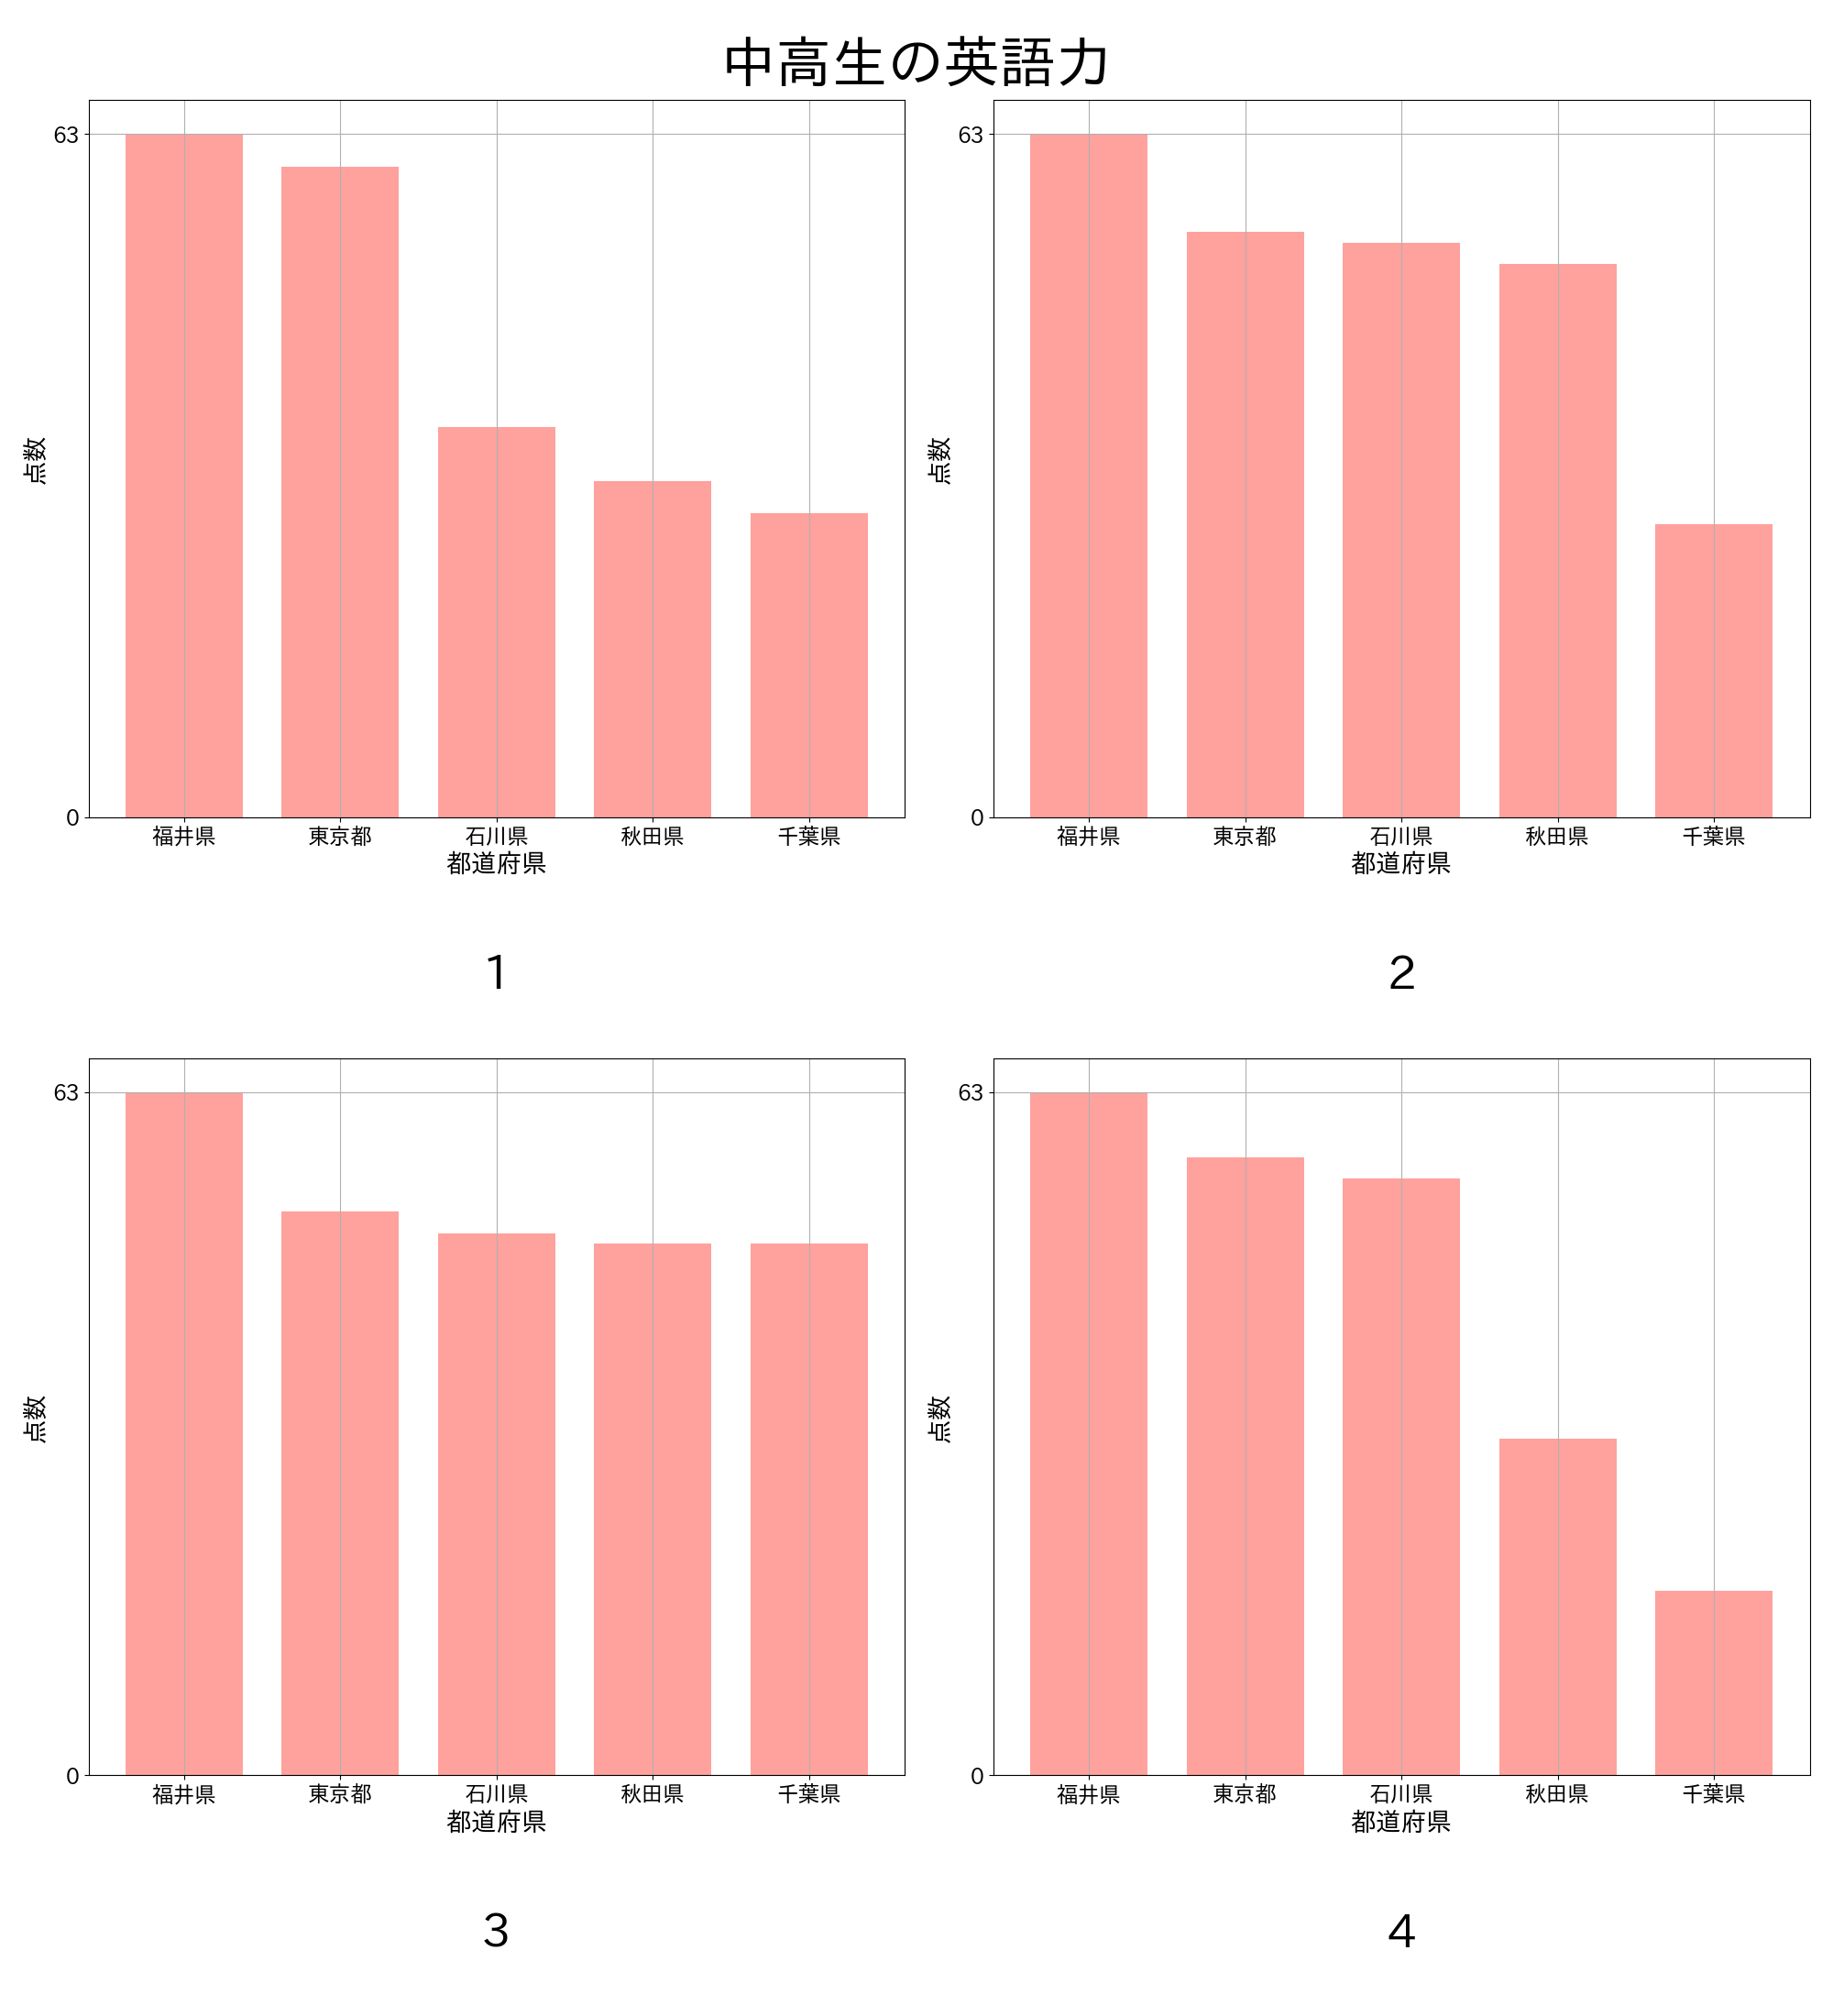 中高生の英語力
63
点数
0
福井県 東京都 石川県 秋田県 千葉県
都道府県
1
63
点数
0
福井県 東京都 石川県 秋田県 千葉県
都道府県
2
63
点数
0
福井県 東京都 石川県 秋田県 千葉県
都道府県
3
63
点数
0
福井県 東京都 石川県 秋田県 千葉県
都道府県
4